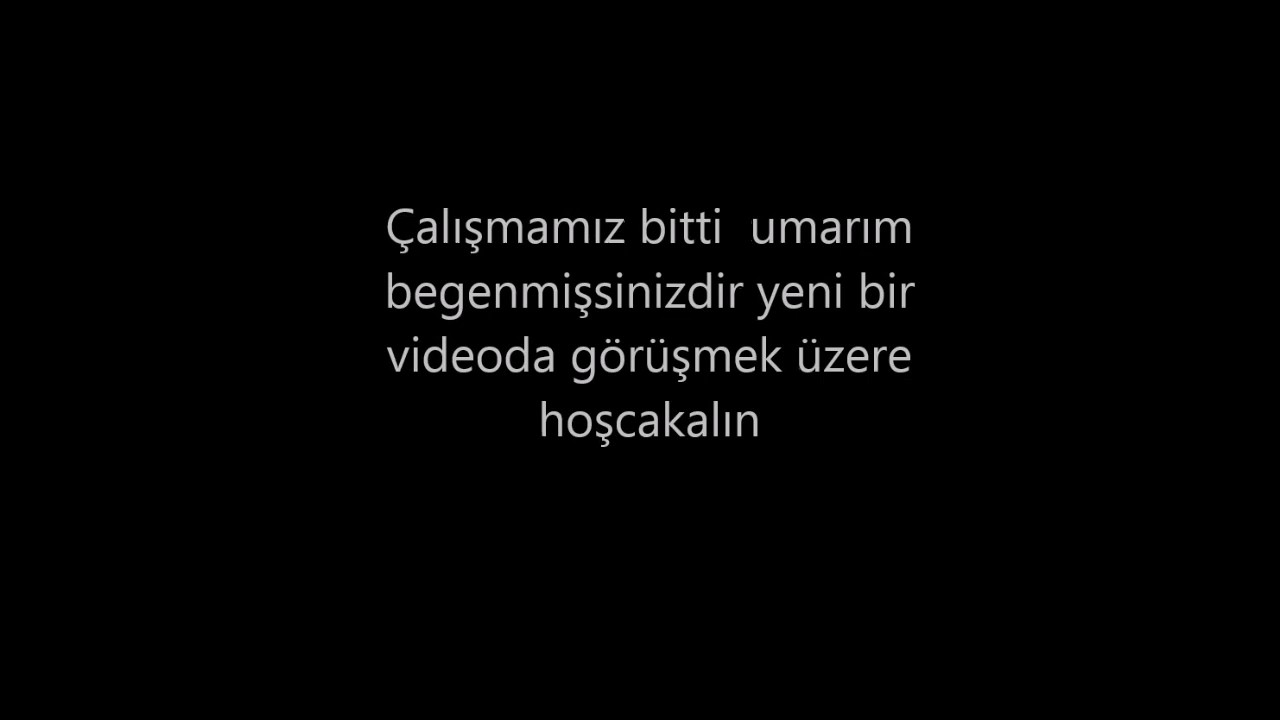 Çalışmamız bitti  umarım
begenmişsinizdir yeni bir
videoda görüşmek üzere
hoşcakalın